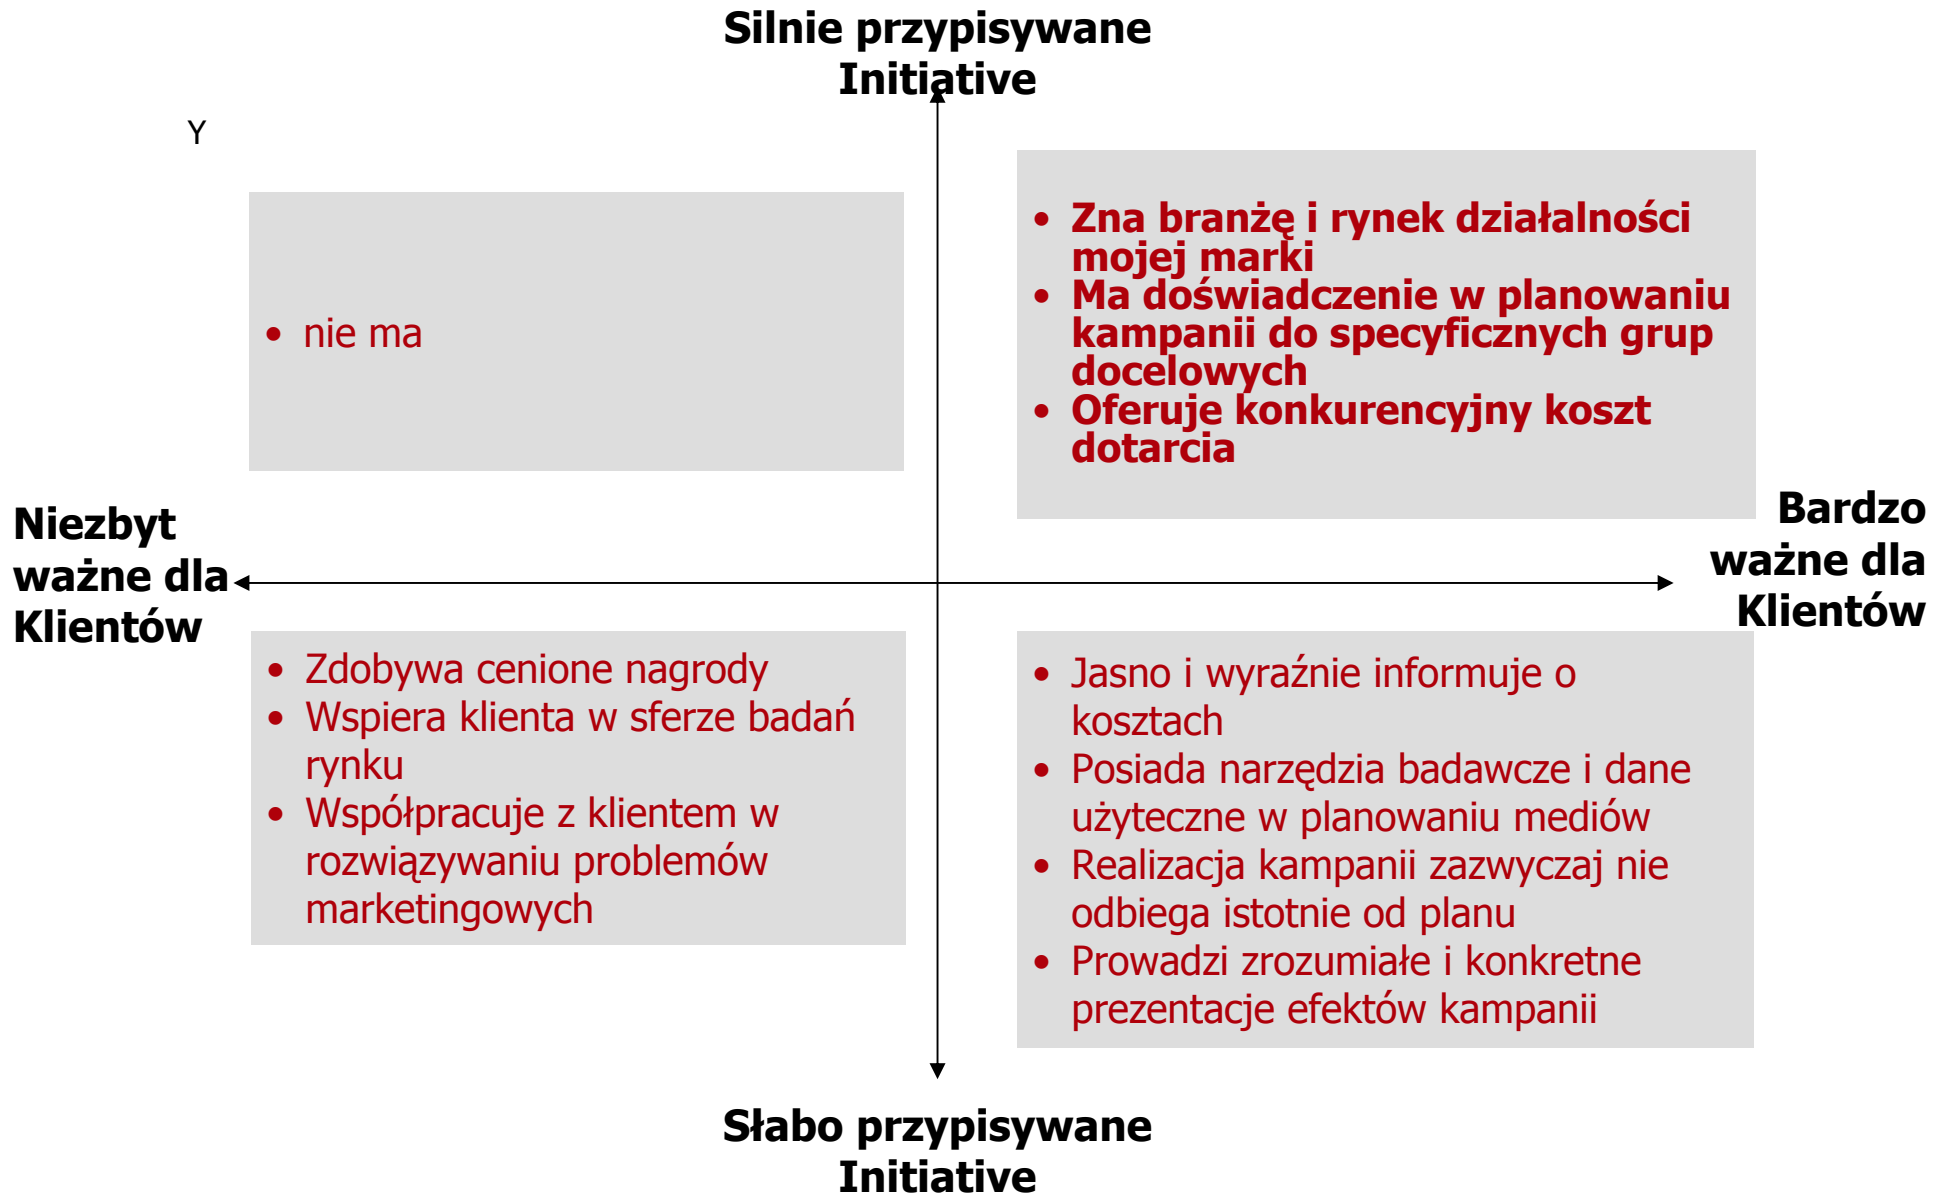 Silnie przypisywane
Initiative
Y
• nie ma
• Zna branżę i rynek działalności
mojej marki
• Ma doświadczenie w planowaniu
kampanii do specyficznych grup
docelowych
• Oferuje konkurencyjny koszt
dotarcia
Niezbyt
ważne dla
Klientów
Bardzo
ważne dla
Klientów
• Zdobywa cenione nagrody
• Wspiera klienta w sferze badań
rynku
• Współpracuje z klientem w
rozwiązywaniu problemów
marketingowych
• Jasno i wyraźnie informuje o
kosztach
• Posiada narzędzia badawcze i dane
użyteczne w planowaniu mediów
• Realizacja kampanii zazwyczaj nie
odbiega istotnie od planu
• Prowadzi zrozumiałe i konkretne
prezentacje efektów kampanii
Słabo przypisywane
Initiative